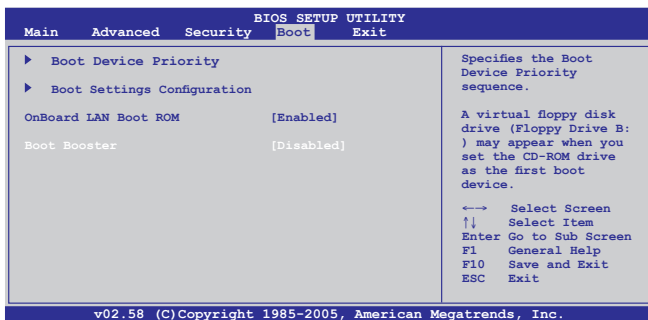 BIOS SETUP UTILITY
Main Advanced Security Boot Exit
Boot Device Priority
Boot Settings Configuration
OnBoard LAN Boot ROM [Enabled]
Boot Booster [Disabled]
Specifies the Boot
Device Priority
sequence.
A virtual floppy disk
drive (Floppy Drive B:
) may appear when you
set the CD-ROM drive
as the first boot
device.
←→ Select Screen
↑↓ Select Item
Enter Go to Sub Screen
F1 General Help
F10 Save and Exit
ESC Exit
v02.58 (C)Copyright 1985-2005, American Megatrends, Inc.